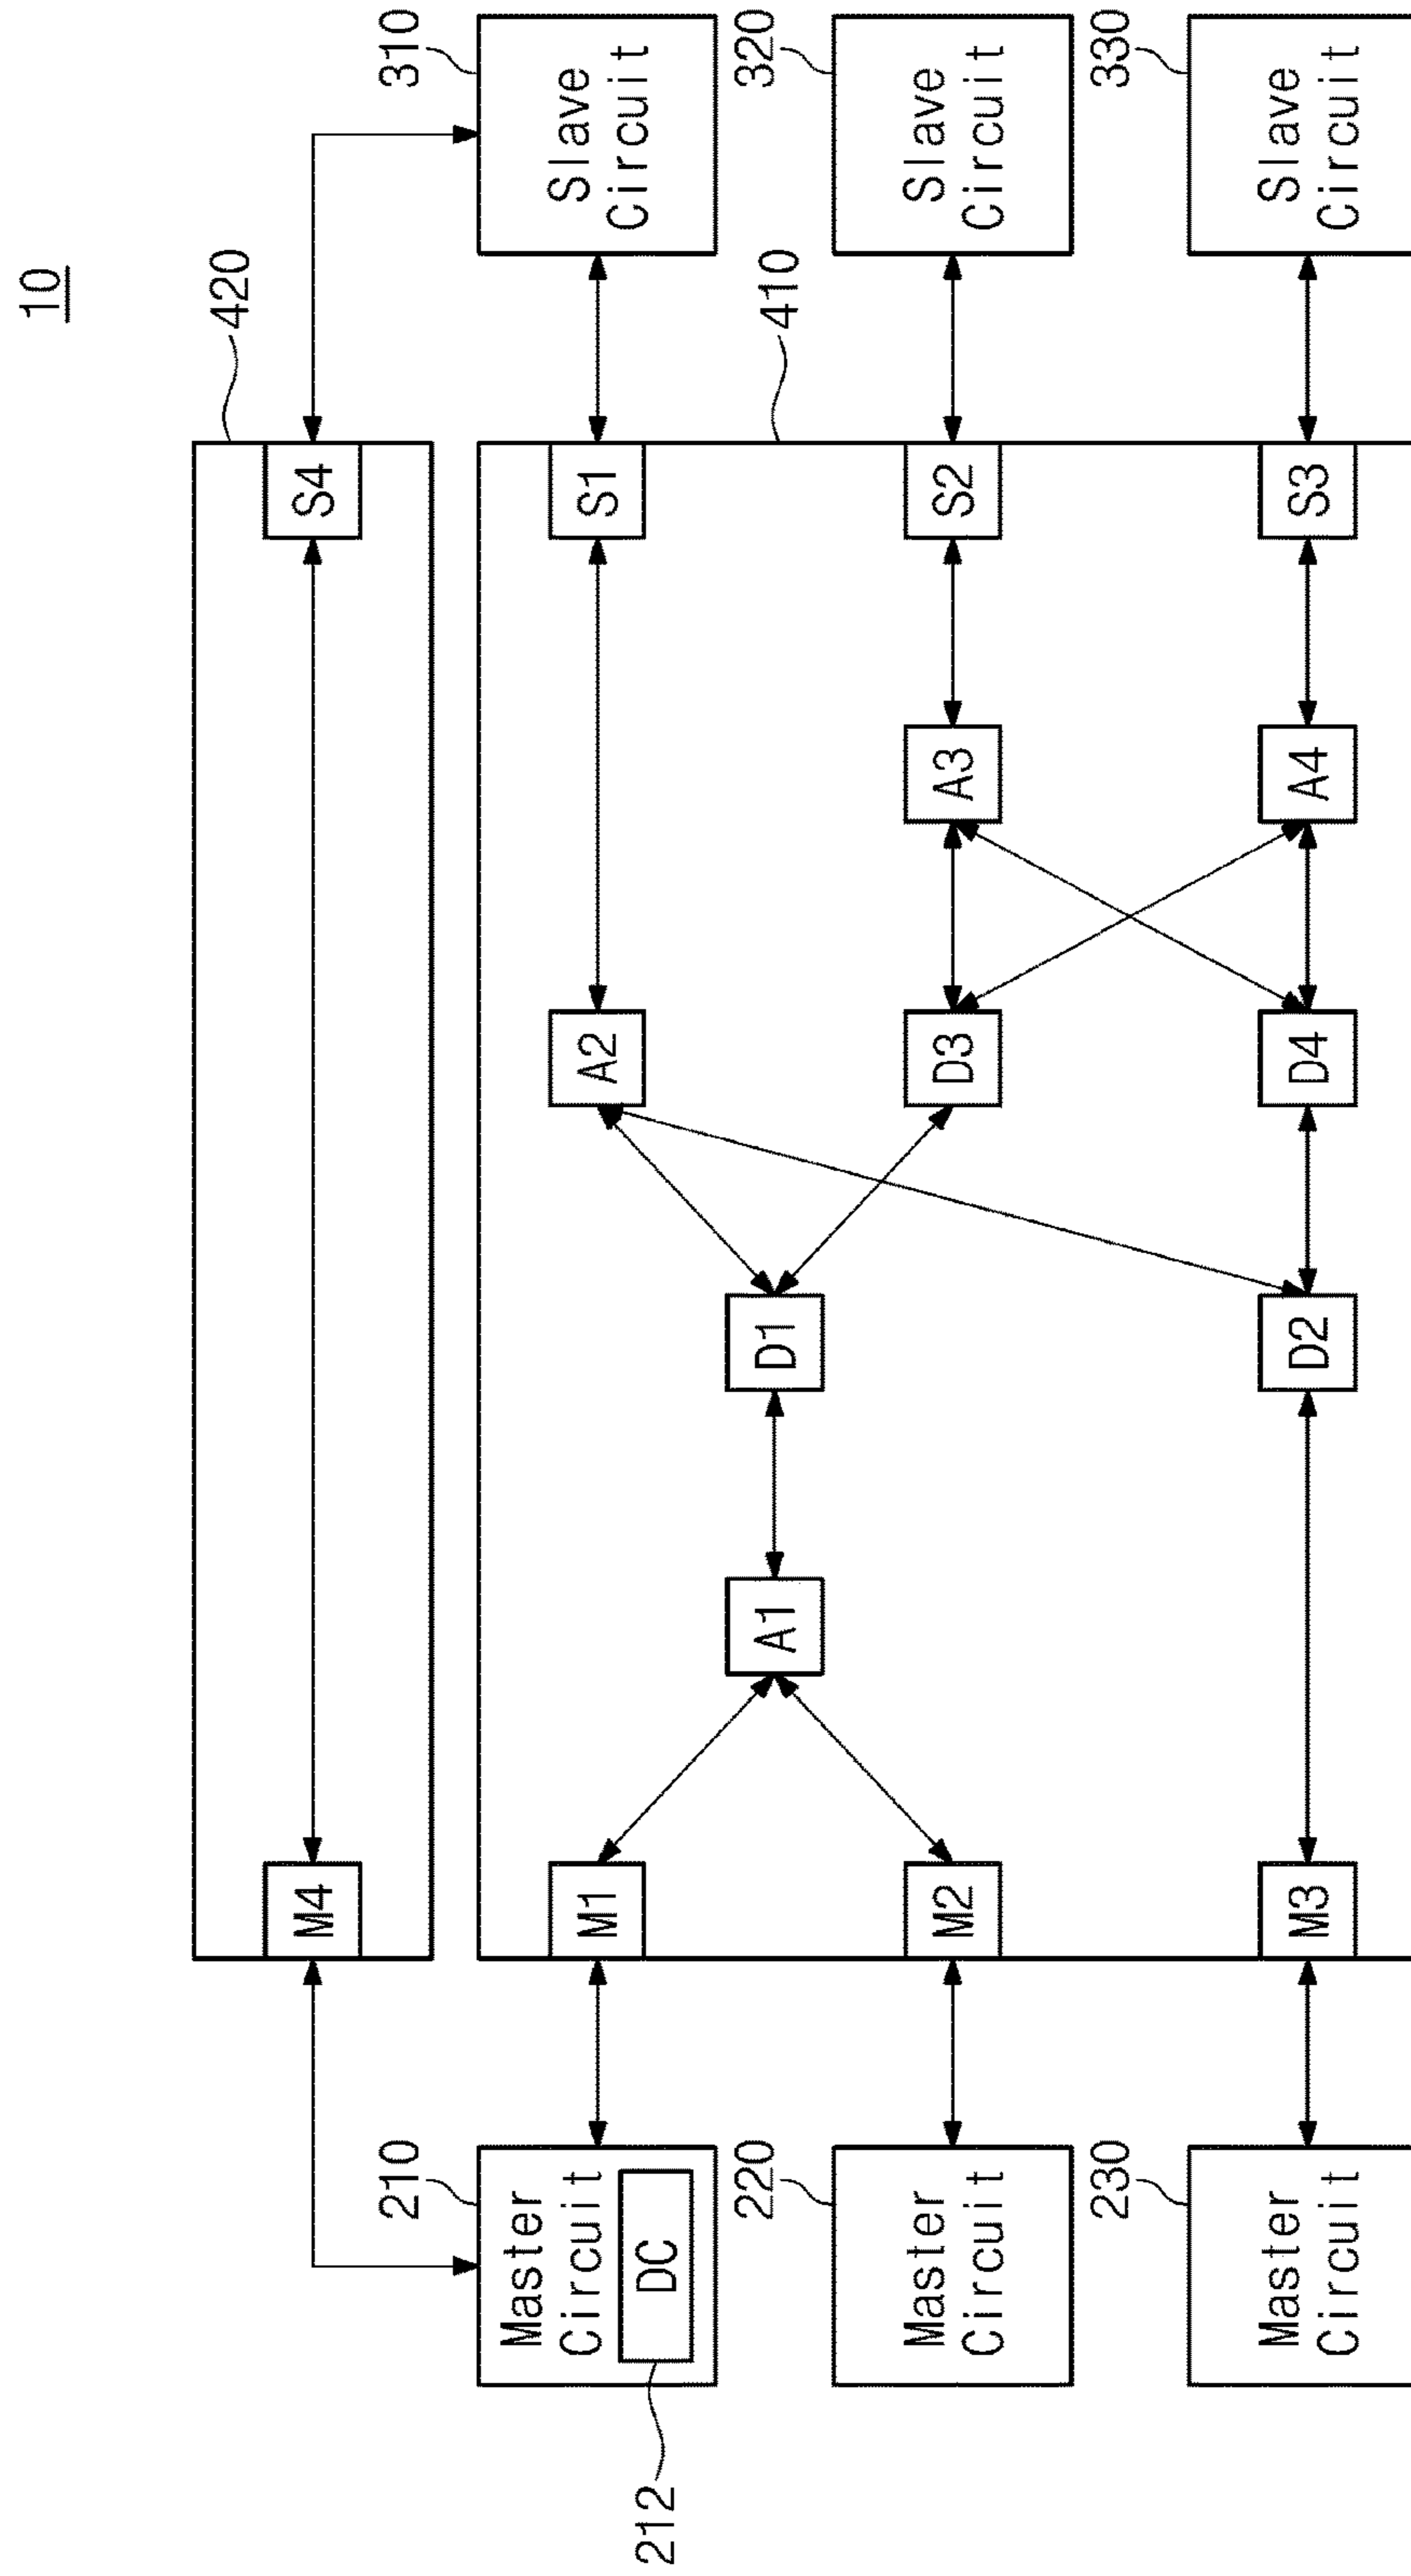 10
420
M4
S4
210
Master
Circuit
DC
212
310
Slave
Circuit
M1
A2
S1
410
A1
D1
220
Master
Circuit
320
Slave
Circuit
M2
D3
A3
S2
230
Master
Circuit
330
Slave
Circuit
M3
D2
D4
A4
S3